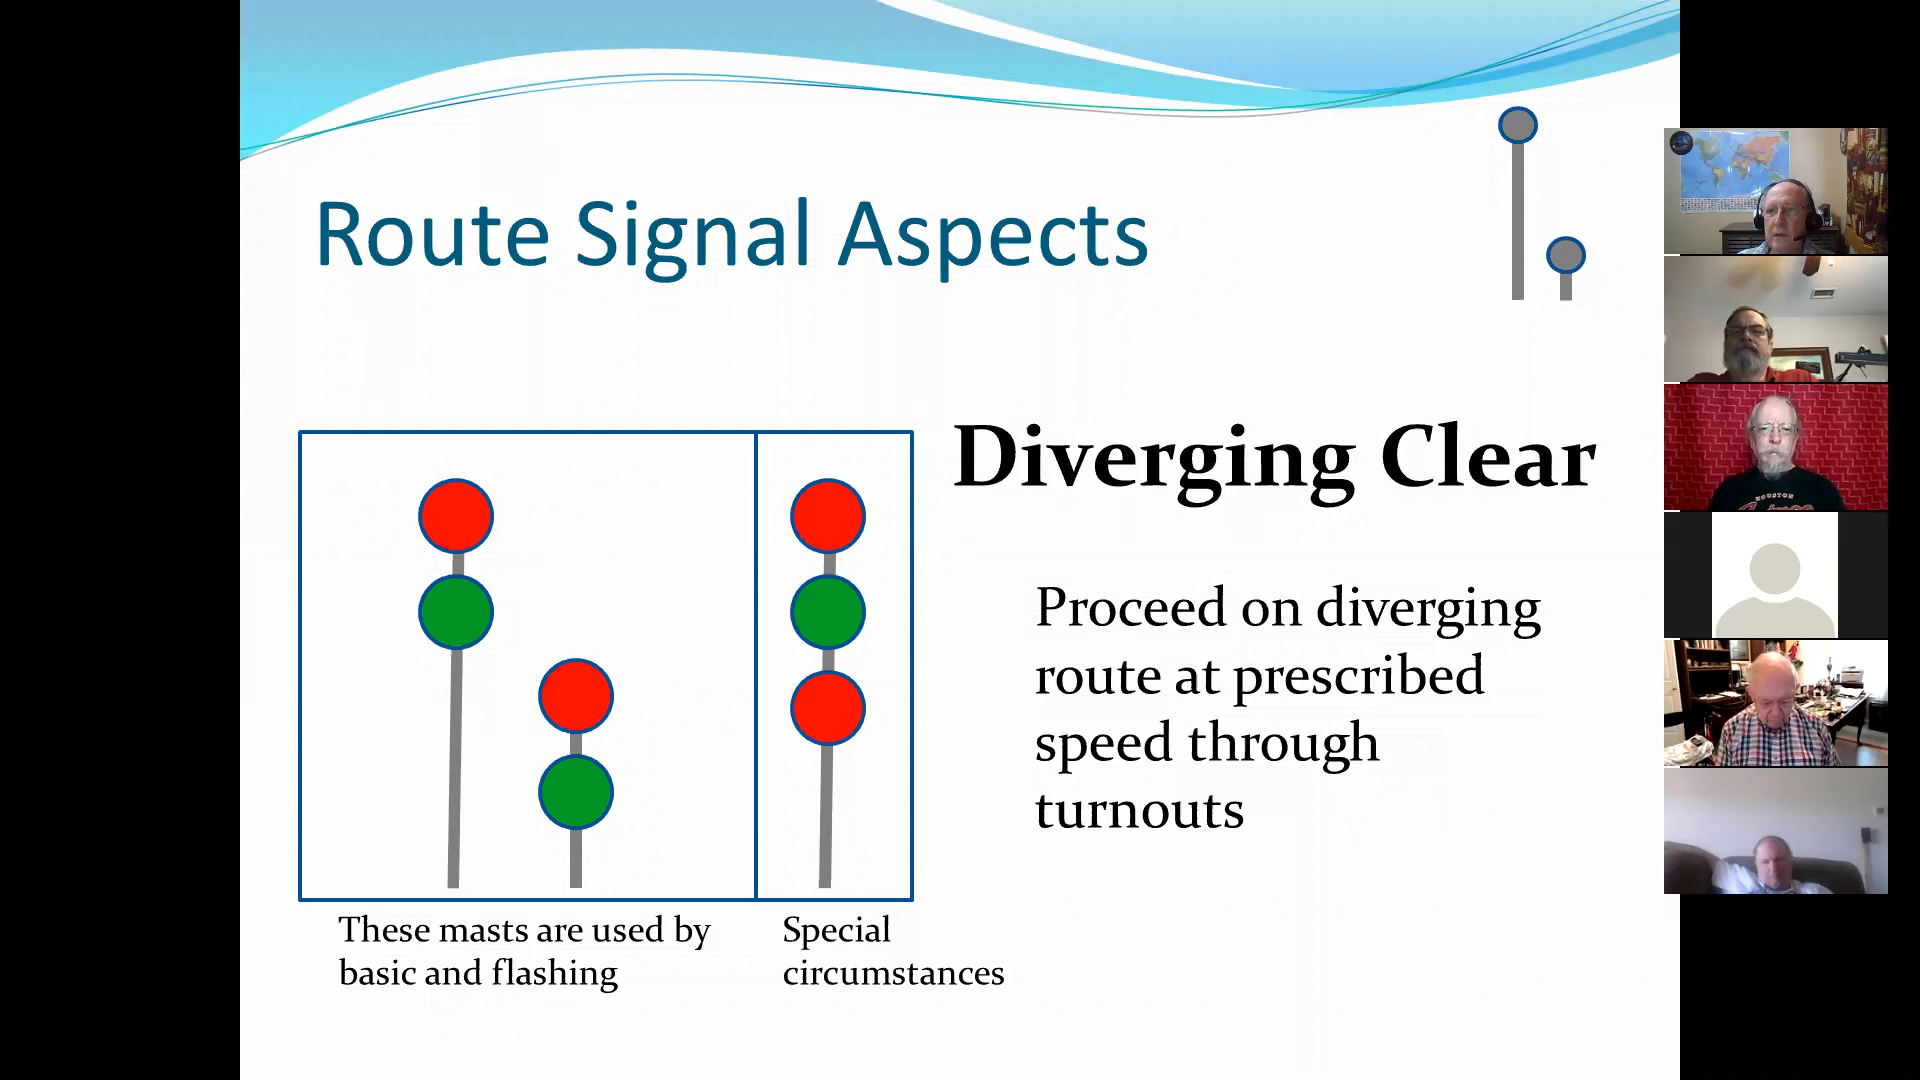 Route Signal Aspects
Diverging Clear
Proceed on diverging
route at prescribed
speed through
turnouts
These masts are used by
basic and flashing
Special
circumstances
HOUSTON